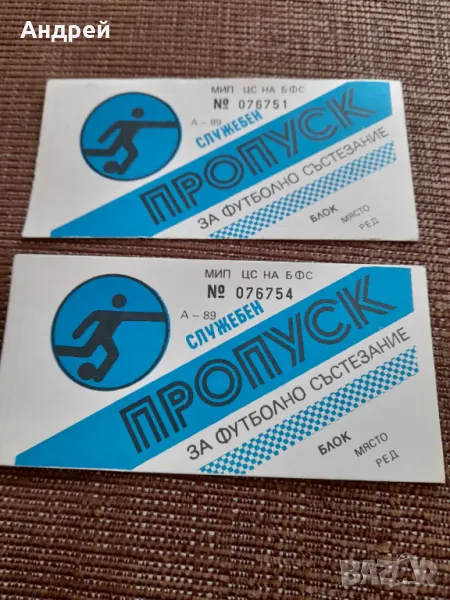 Андрей
МИП ЦС НА БФС
№ 076751
А – 89
СЛУЖЕБЕН
ПРОПУСК
ЗА ФУТБОЛНО СЪСТЕЗАНИЕ
БЛОК
МЯСТО
РЕД
МИП ЦС НА БФС
№ 076754
А – 89
СЛУЖЕБЕН
ПРОПУСК
ЗА ФУТБОЛНО СЪСТЕЗАНИЕ
БЛОК
МЯСТО
РЕД
BAZAR